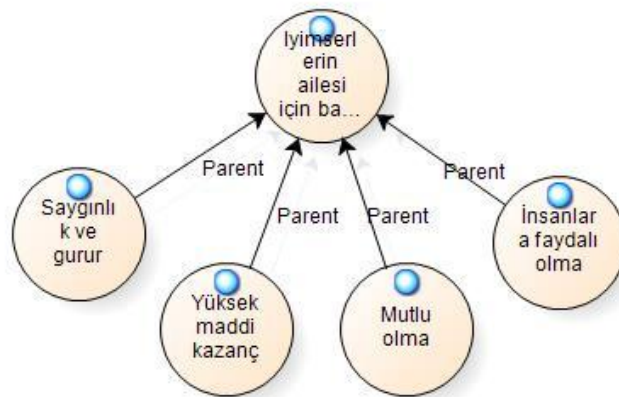 Iyimserl
erin
ailesi
için ba...
Parent
Parent
Parent
Parent
Saygınlı
k ve
gurur
Yüksek
maddi
kazanç
Mutlu
olma
İnsanlar
a faydalı
olma